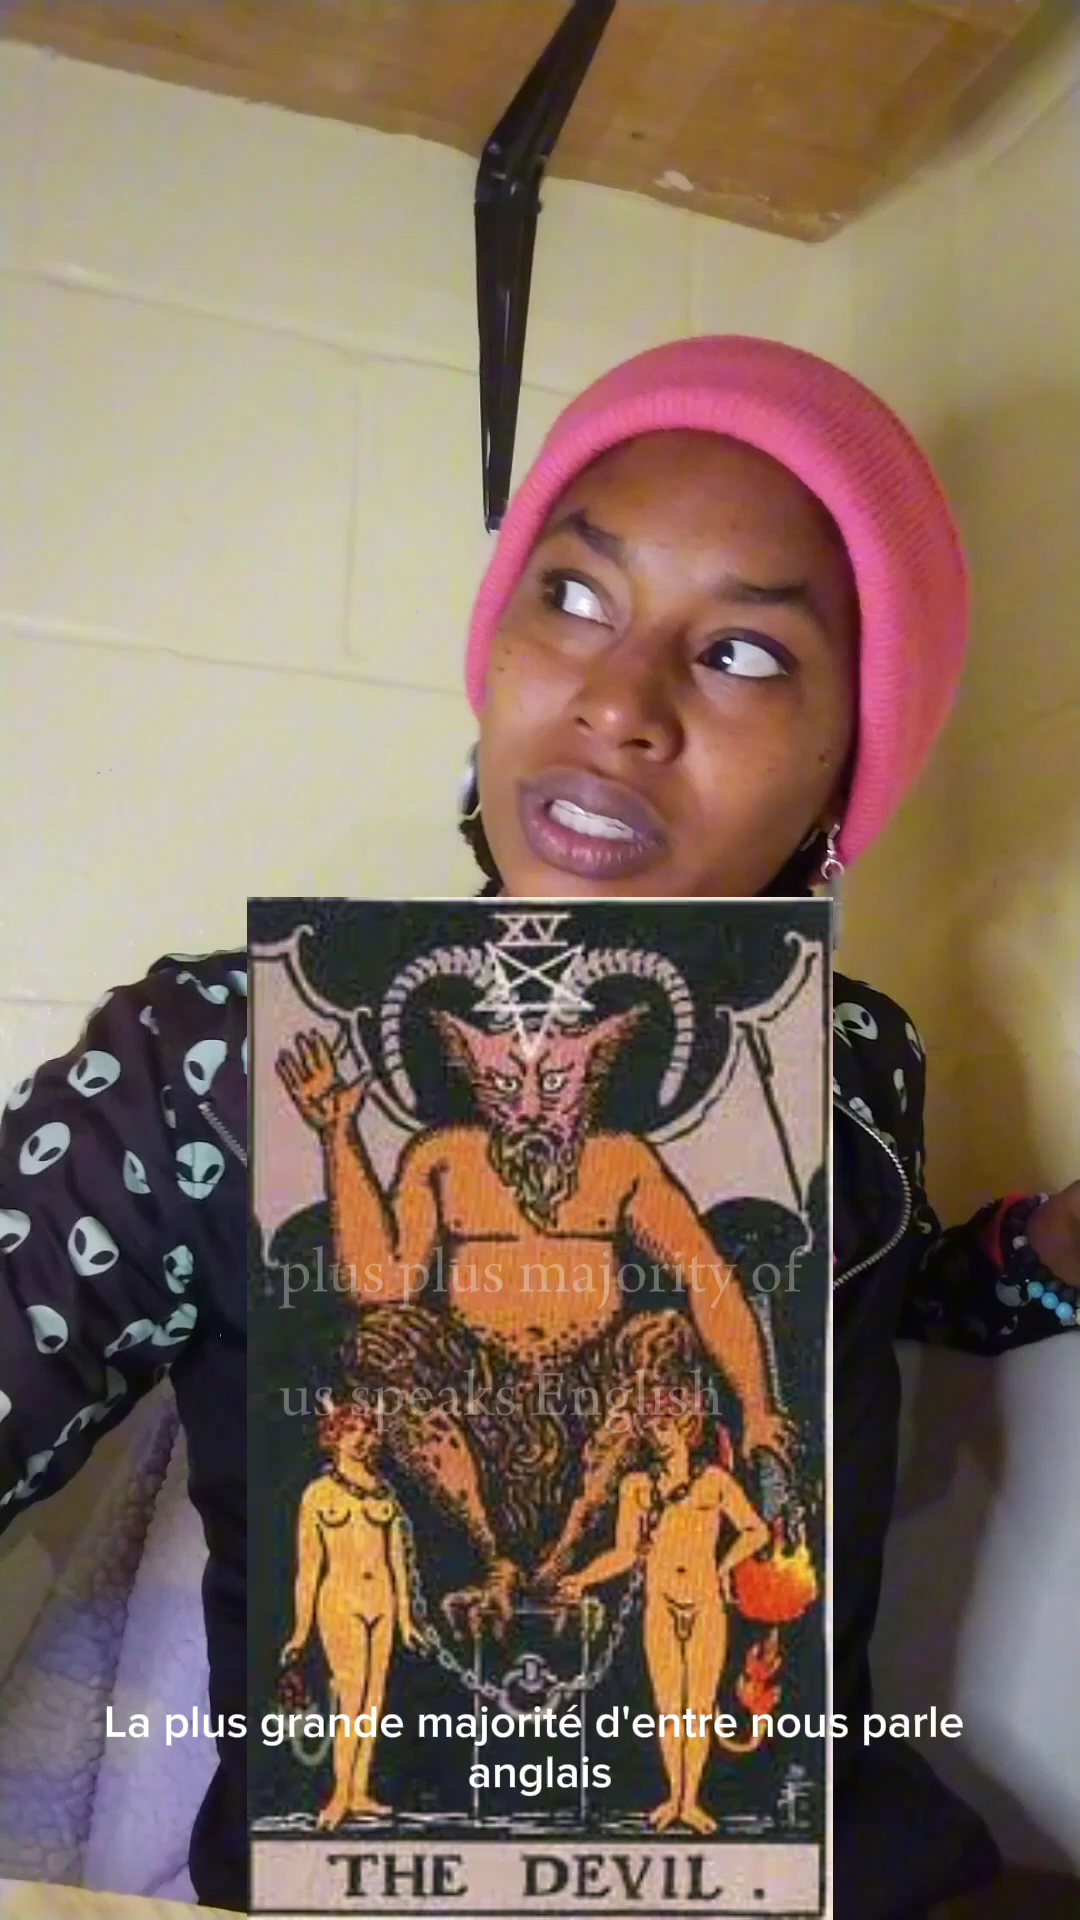 XV
plus plus majority of
us speaks English
La plus grande majorité d'entre nous parle
anglais
THE DEVIL.